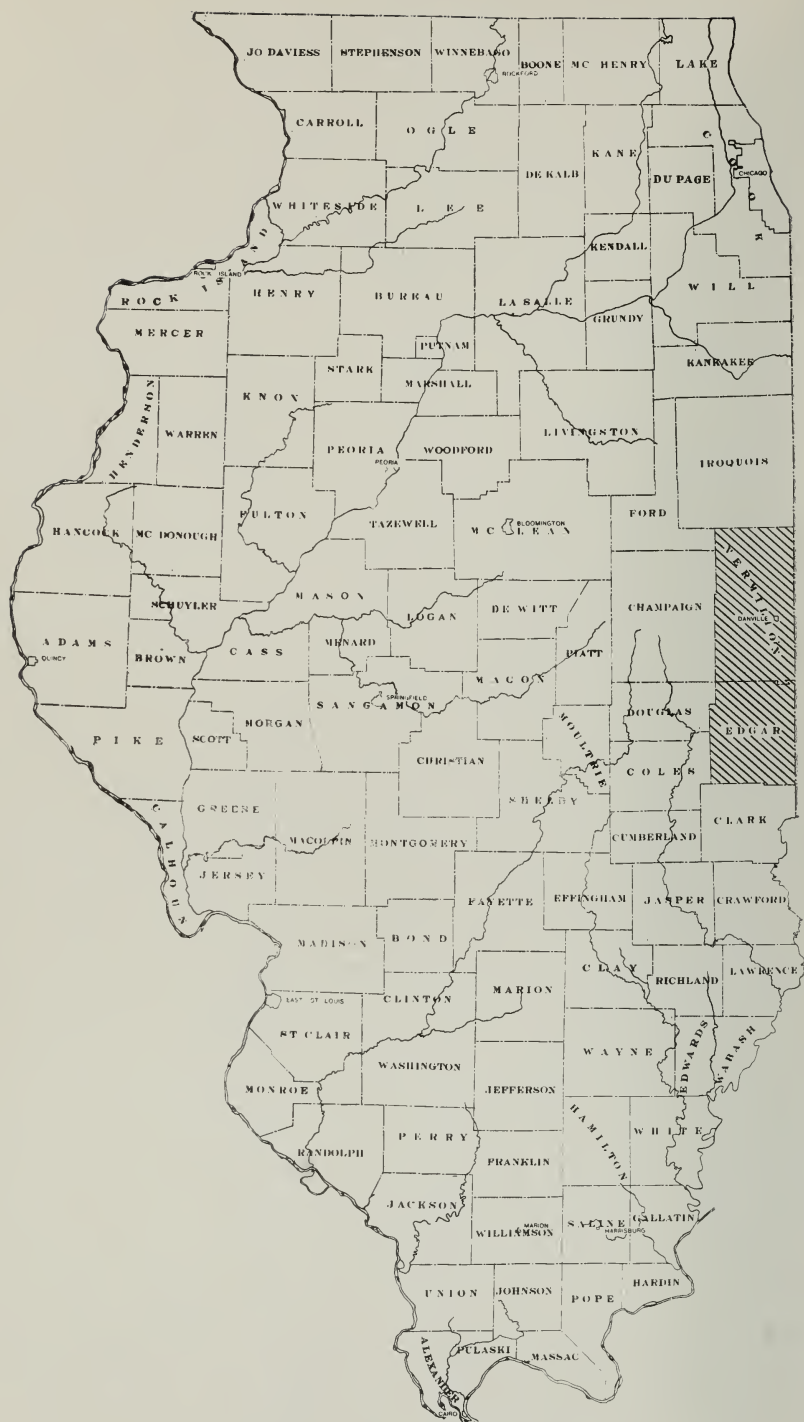 JO DAVIESS
STEPHENSON
WINNEBAGO
ROCKFORD
BOONE
MC HENRY
LAKE
CARROLL
OGLE
DE KALB
KANE
COOK
CHICAGO
DU PAGE
WHITESIDE
LEE
KENDALL
ROCK ISLAND
ROCK ISLAND
HENRY
BUREAU
LA SALLE
WILL
GRUNDY
MERCER
PUTNAM
KANKAKEE
STARK
MARSHALL
HENDERSON
KNOX
WARREN
PEORIA
PEORIA
WOODFORD
LIVINGSTON
IROQUOIS
FORD
HANCOCK
MC DONOUGH
FULTON
TAZEWELL
MC LEAN
BLOOMINGTON
VERMILION
DANVILLE
SCHUYLER
MASON
LOGAN
DE WITT
CHAMPAIGN
ADAMS
QUINCY
BROWN
CASS
MENARD
PIATT
MACON
SANGAMON
SPRINGFIELD
MORGAN
SCOTT
PIKE
DOUGLAS
EDGAR
MOULTRIE
CHRISTIAN
COLES
SHELBY
GREENE
CALHOUN
MACOUPIN
MONTGOMERY
CUMBERLAND
CLARK
JERSEY
FAYETTE
EFFINGHAM
JASPER
CRAWFORD
MADISON
BOND
CLAY
RICHLAND
LAWRENCE
MARION
CLINTON
EAST ST LOUIS
ST CLAIR
WAYNE
EDWARDS
WABASH
WASHINGTON
MONROE
JEFFERSON
HAMILTON
WHITE
PERRY
RANDOLPH
FRANKLIN
JACKSON
WILLIAMSON
MARION
SALINE
HARRISBURG
GALLATIN
HARDIN
UNION
JOHNSON
POPE
ALEXANDER
PULASKI
MASSAC
CAIRO